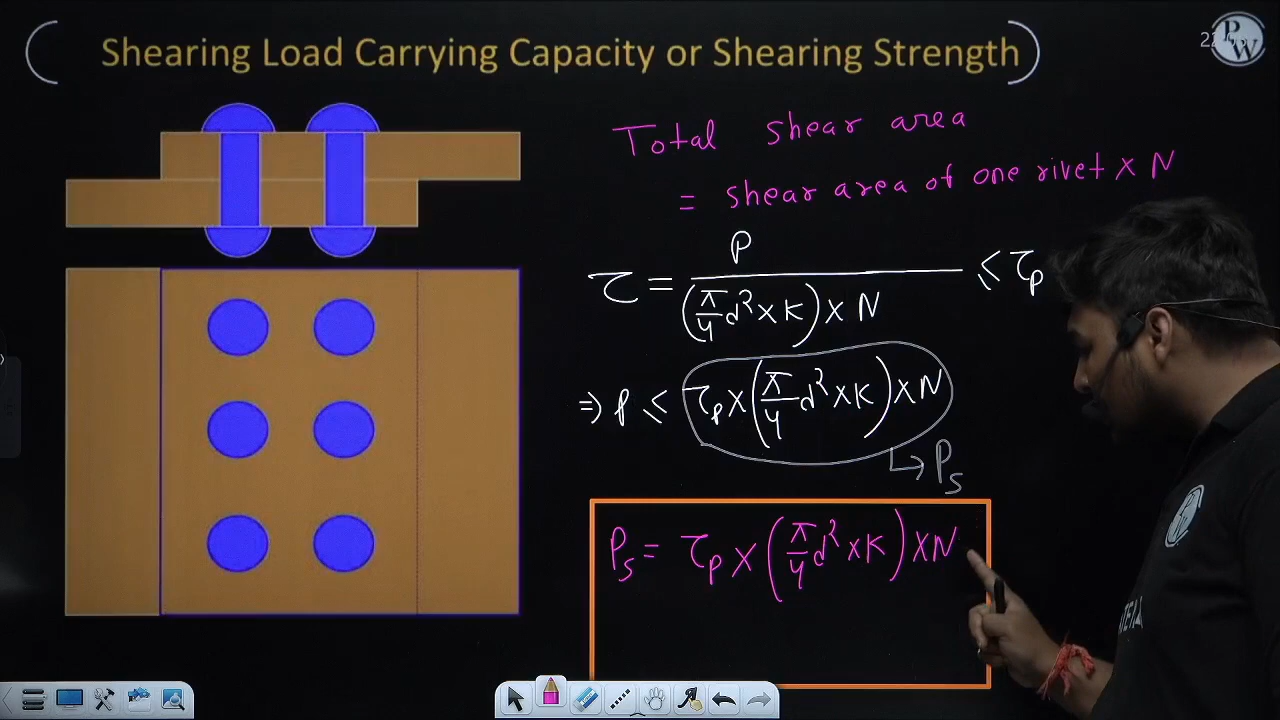 Shearing Load Carrying Capacity or Shearing Strength
PW
Total shear area
= shear area of one rivet × N
τ = P / ((π/4 d² × K) × N) ≤ τp
⇒ P ≤ τp × (π/4 d² × K) × N
↳ Ps
Ps = τp × (π/4 d² × K) × N